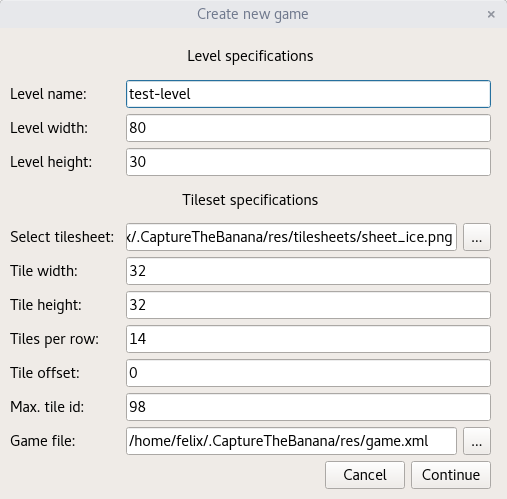 Create new game ×
Level specifications
Level name: test-level
Level width: 80
Level height: 30
Tileset specifications
Select tilesheet: x/.CaptureTheBanana/res/tilesheets/sheet_ice.png ...
Tile width: 32
Tile height: 32
Tiles per row: 14
Tile offset: 0
Max. tile id: 98
Game file: /home/felix/.CaptureTheBanana/res/game.xml ...
Cancel Continue